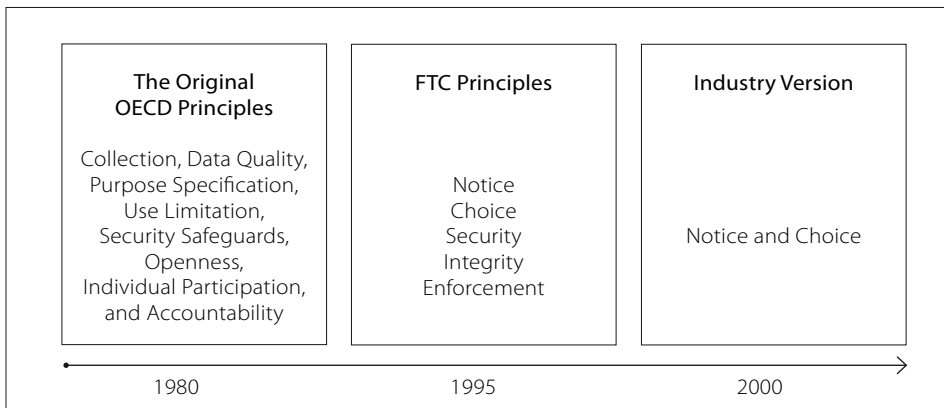 The Original
OECD Principles
Collection, Data Quality,
Purpose Specification,
Use Limitation,
Security Safeguards,
Openness,
Individual Participation,
and Accountability
FTC Principles
Notice
Choice
Security
Integrity
Enforcement
Industry Version
Notice and Choice
1980
1995
2000